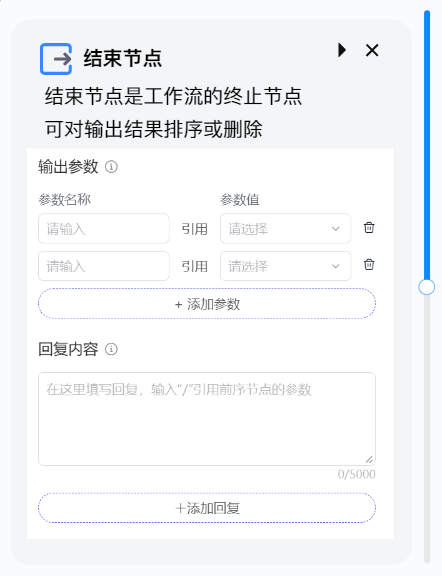 结束节点
结束节点是工作流的终止节点
可对输出结果排序或删除
输出参数
参数名称 参数值
请输入 引用 请选择
请输入 引用 请选择
+ 添加参数
回复内容
在这里填写回复，输入"/"引用前序节点的参数
0/5000
+添加回复